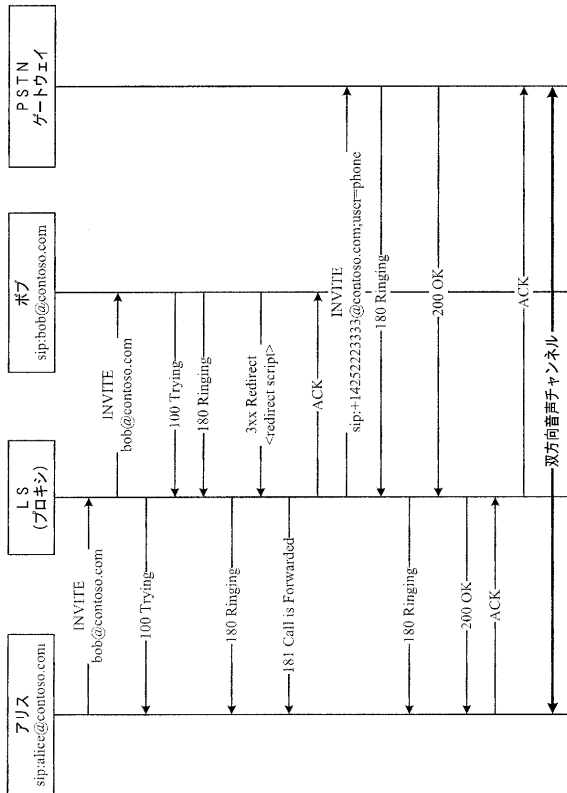 アリス
sip:alice@contoso.com
LS
(プロキシ)
ボブ
sip:bob@contoso.com
PSTN
ゲートウェイ
INVITE
bob@contoso.com
INVITE
bob@contoso.com
100 Trying
100 Trying
180 Ringing
180 Ringing
3xx Redirect
<redirect script>
181 Call is Forwarded
ACK
INVITE
sip:+14252223333@contoso.com;user=phone
180 Ringing
180 Ringing
200 OK
200 OK
ACK
ACK
双方向音声チャンネル